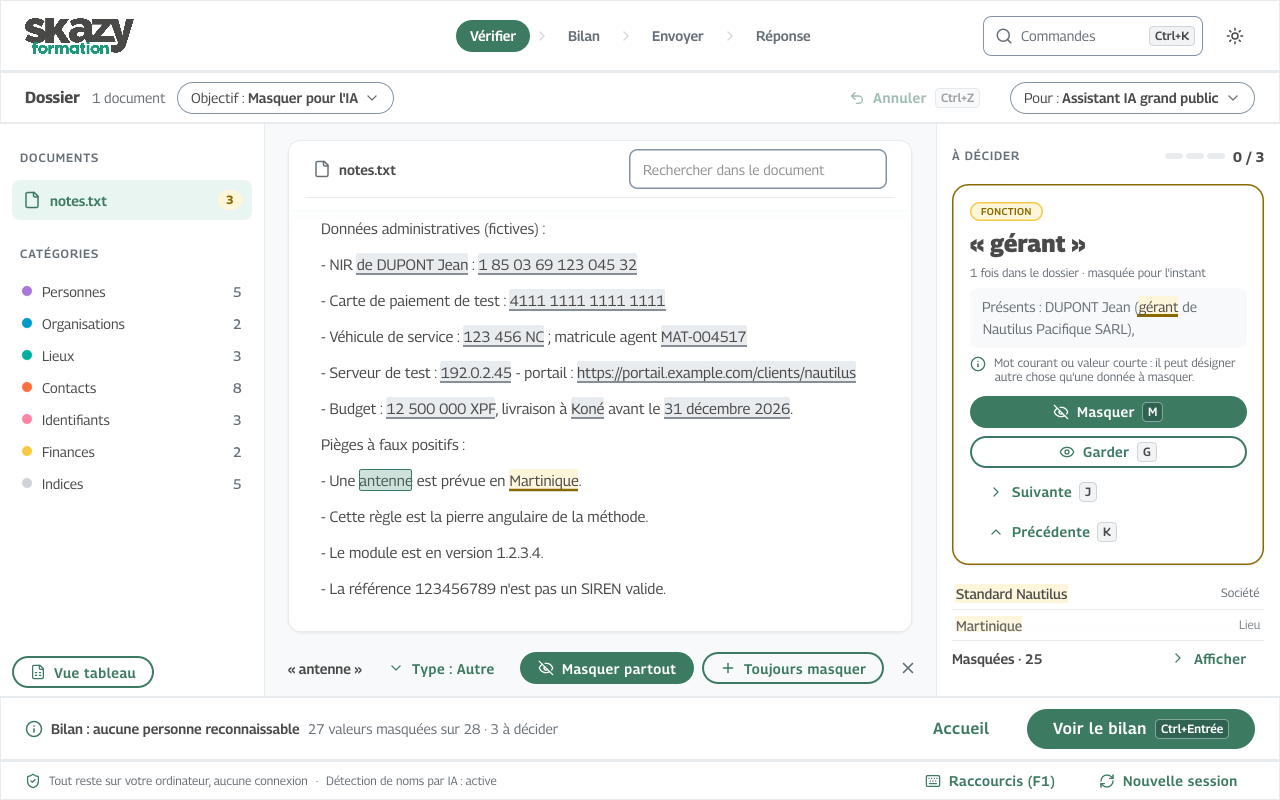 skazy
formation
Vérifier
Bilan
Envoyer
Réponse
Commandes Ctrl+K
Dossier 1 document Objectif : Masquer pour l'IA
Annuler Ctrl+Z
Pour : Assistant IA grand public
DOCUMENTS
notes.txt 3
CATÉGORIES
Personnes 5
Organisations 2
Lieux 3
Contacts 8
Identifiants 3
Finances 2
Indices 5
Vue tableau
notes.txt
Rechercher dans le document
Données administratives (fictives) :
- NIR de DUPONT Jean : 1 85 03 69 123 045 32
- Carte de paiement de test : 4111 1111 1111 1111
- Véhicule de service : 123 456 NC ; matricule agent MAT-004517
- Serveur de test : 192.0.2.45 - portail : https://portail.example.com/clients/nautilus
- Budget : 12 500 000 XPF, livraison à Koné avant le 31 décembre 2026.
Pièges à faux positifs :
- Une antenne est prévue en Martinique.
- Cette règle est la pierre angulaire de la méthode.
- Le module est en version 1.2.3.4.
- La référence 123456789 n'est pas un SIREN valide.
« antenne » Type : Autre Masquer partout Toujours masquer
À DÉCIDER 0 / 3
FONCTION
« gérant »
1 fois dans le dossier · masquée pour l'instant
Présents : DUPONT Jean (gérant de
Nautilus Pacifique SARL),
Mot courant ou valeur courte : il peut désigner
autre chose qu'une donnée à masquer.
Masquer M
Garder G
Suivante J
Précédente K
Standard Nautilus Société
Martinique Lieu
Masquées · 25 Afficher
Bilan : aucune personne reconnaissable 27 valeurs masquées sur 28 · 3 à décider
Accueil
Voir le bilan Ctrl+Entrée
Tout reste sur votre ordinateur, aucune connexion · Détection de noms par IA : active
Raccourcis (F1)
Nouvelle session